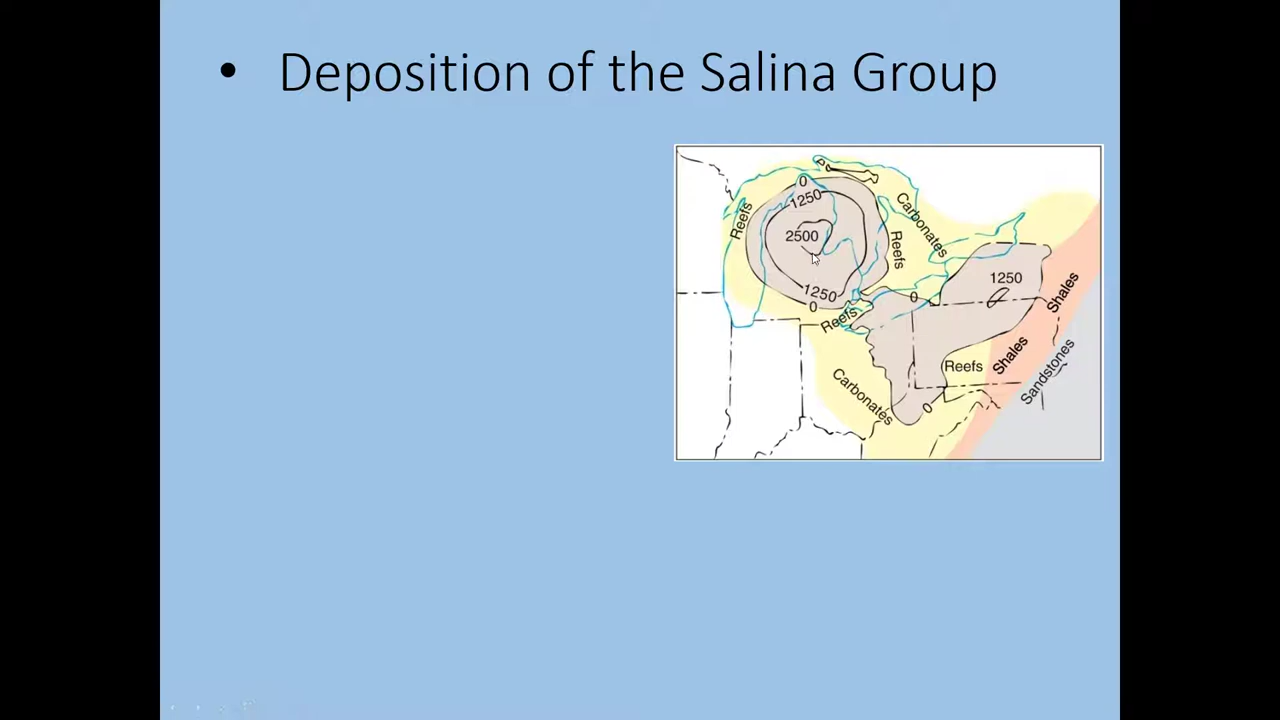 • Deposition of the Salina Group
0
1250
Reefs
Carbonates
2500
Reefs
1250
0
Reefs
0
1250
Shales
Reefs
Shales
Sandstones
Carbonates
0